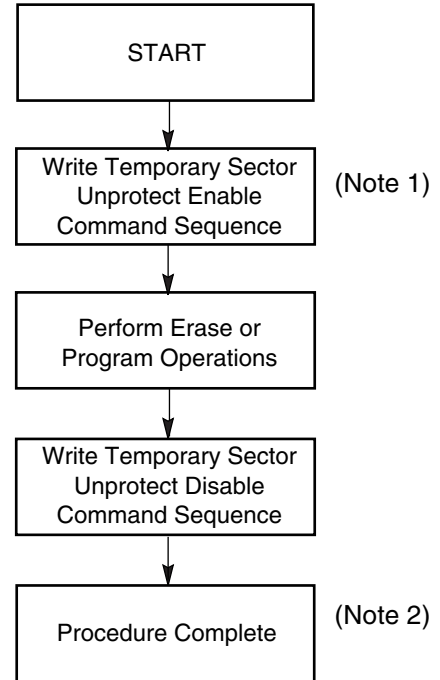 START
Write Temporary Sector
Unprotect Enable
Command Sequence
(Note 1)
Perform Erase or
Program Operations
Write Temporary Sector
Unprotect Disable
Command Sequence
Procedure Complete
(Note 2)